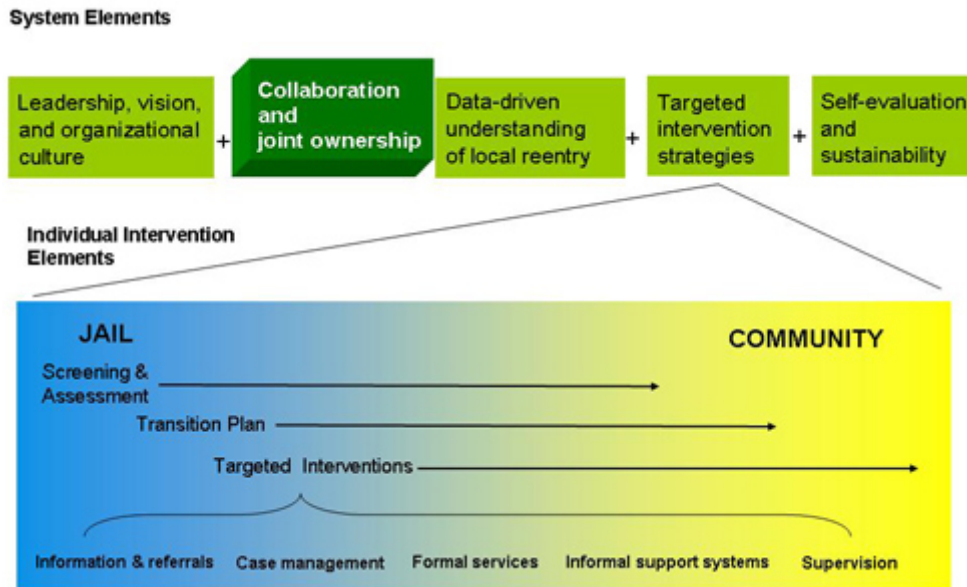 System Elements
Leadership, vision,
and organizational
culture
+
Collaboration
and
joint ownership
Data-driven
understanding
of local reentry
+
Targeted
intervention
strategies
+
Self-evaluation
and
sustainability
Individual Intervention
Elements
JAIL
COMMUNITY
Screening &
Assessment
Transition Plan
Targeted Interventions
Information & referrals
Case management
Formal services
Informal support systems
Supervision